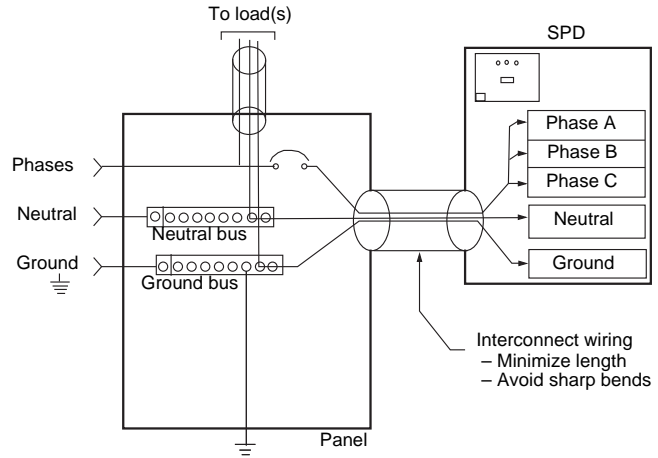 To load(s)
SPD
Phase A
Phases
Phase B
Phase C
Neutral
Neutral
Neutral bus
Ground
Ground
Ground bus
Interconnect wiring
– Minimize length
– Avoid sharp bends
Panel